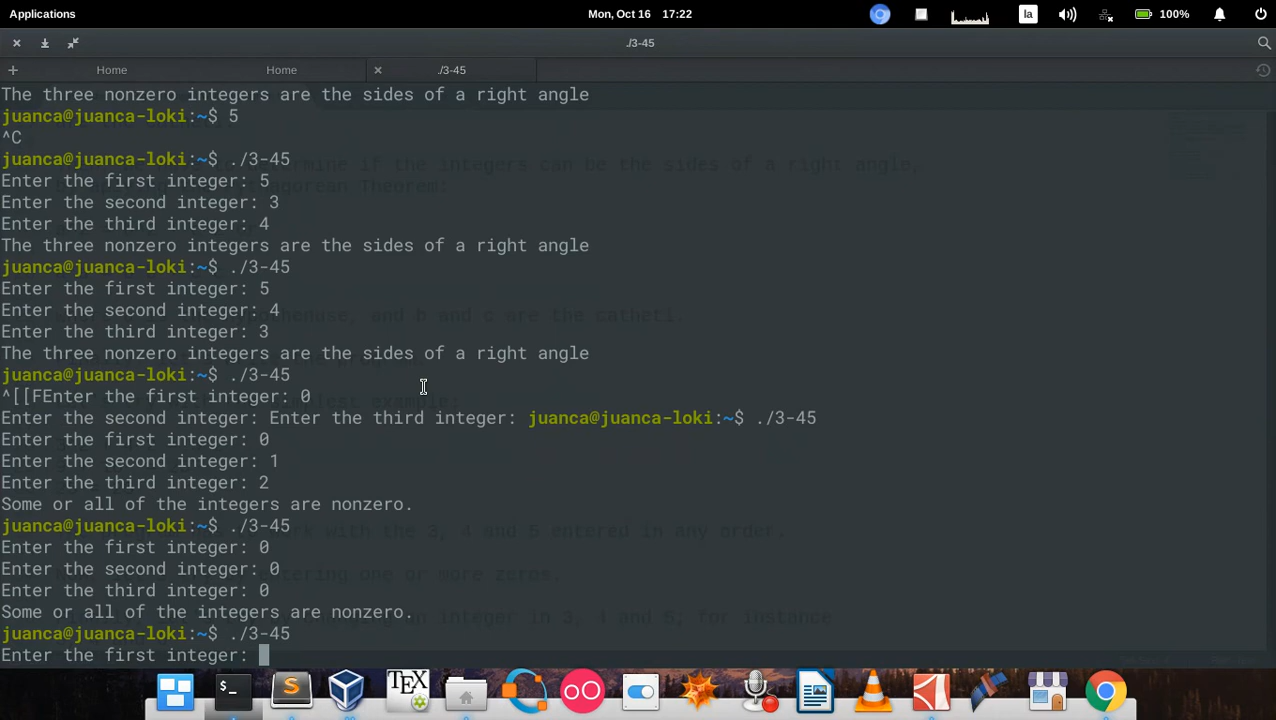 Applications
Mon, Oct 16 17:22
la
100%
./3-45
Home
Home
./3-45
The three nonzero integers are the sides of a right angle
juanca@juanca-loki:~$ 5
^C
juanca@juanca-loki:~$ ./3-45
Enter the first integer: 5
Enter the second integer: 3
Enter the third integer: 4
The three nonzero integers are the sides of a right angle
juanca@juanca-loki:~$ ./3-45
Enter the first integer: 5
Enter the second integer: 4
Enter the third integer: 3
The three nonzero integers are the sides of a right angle
juanca@juanca-loki:~$ ./3-45
^[[FEnter the first integer: 0
Enter the second integer: Enter the third integer: juanca@juanca-loki:~$ ./3-45
Enter the first integer: 0
Enter the second integer: 1
Enter the third integer: 2
Some or all of the integers are nonzero.
juanca@juanca-loki:~$ ./3-45
Enter the first integer: 0
Enter the second integer: 0
Enter the third integer: 0
Some or all of the integers are nonzero.
juanca@juanca-loki:~$ ./3-45
Enter the first integer:
TEX